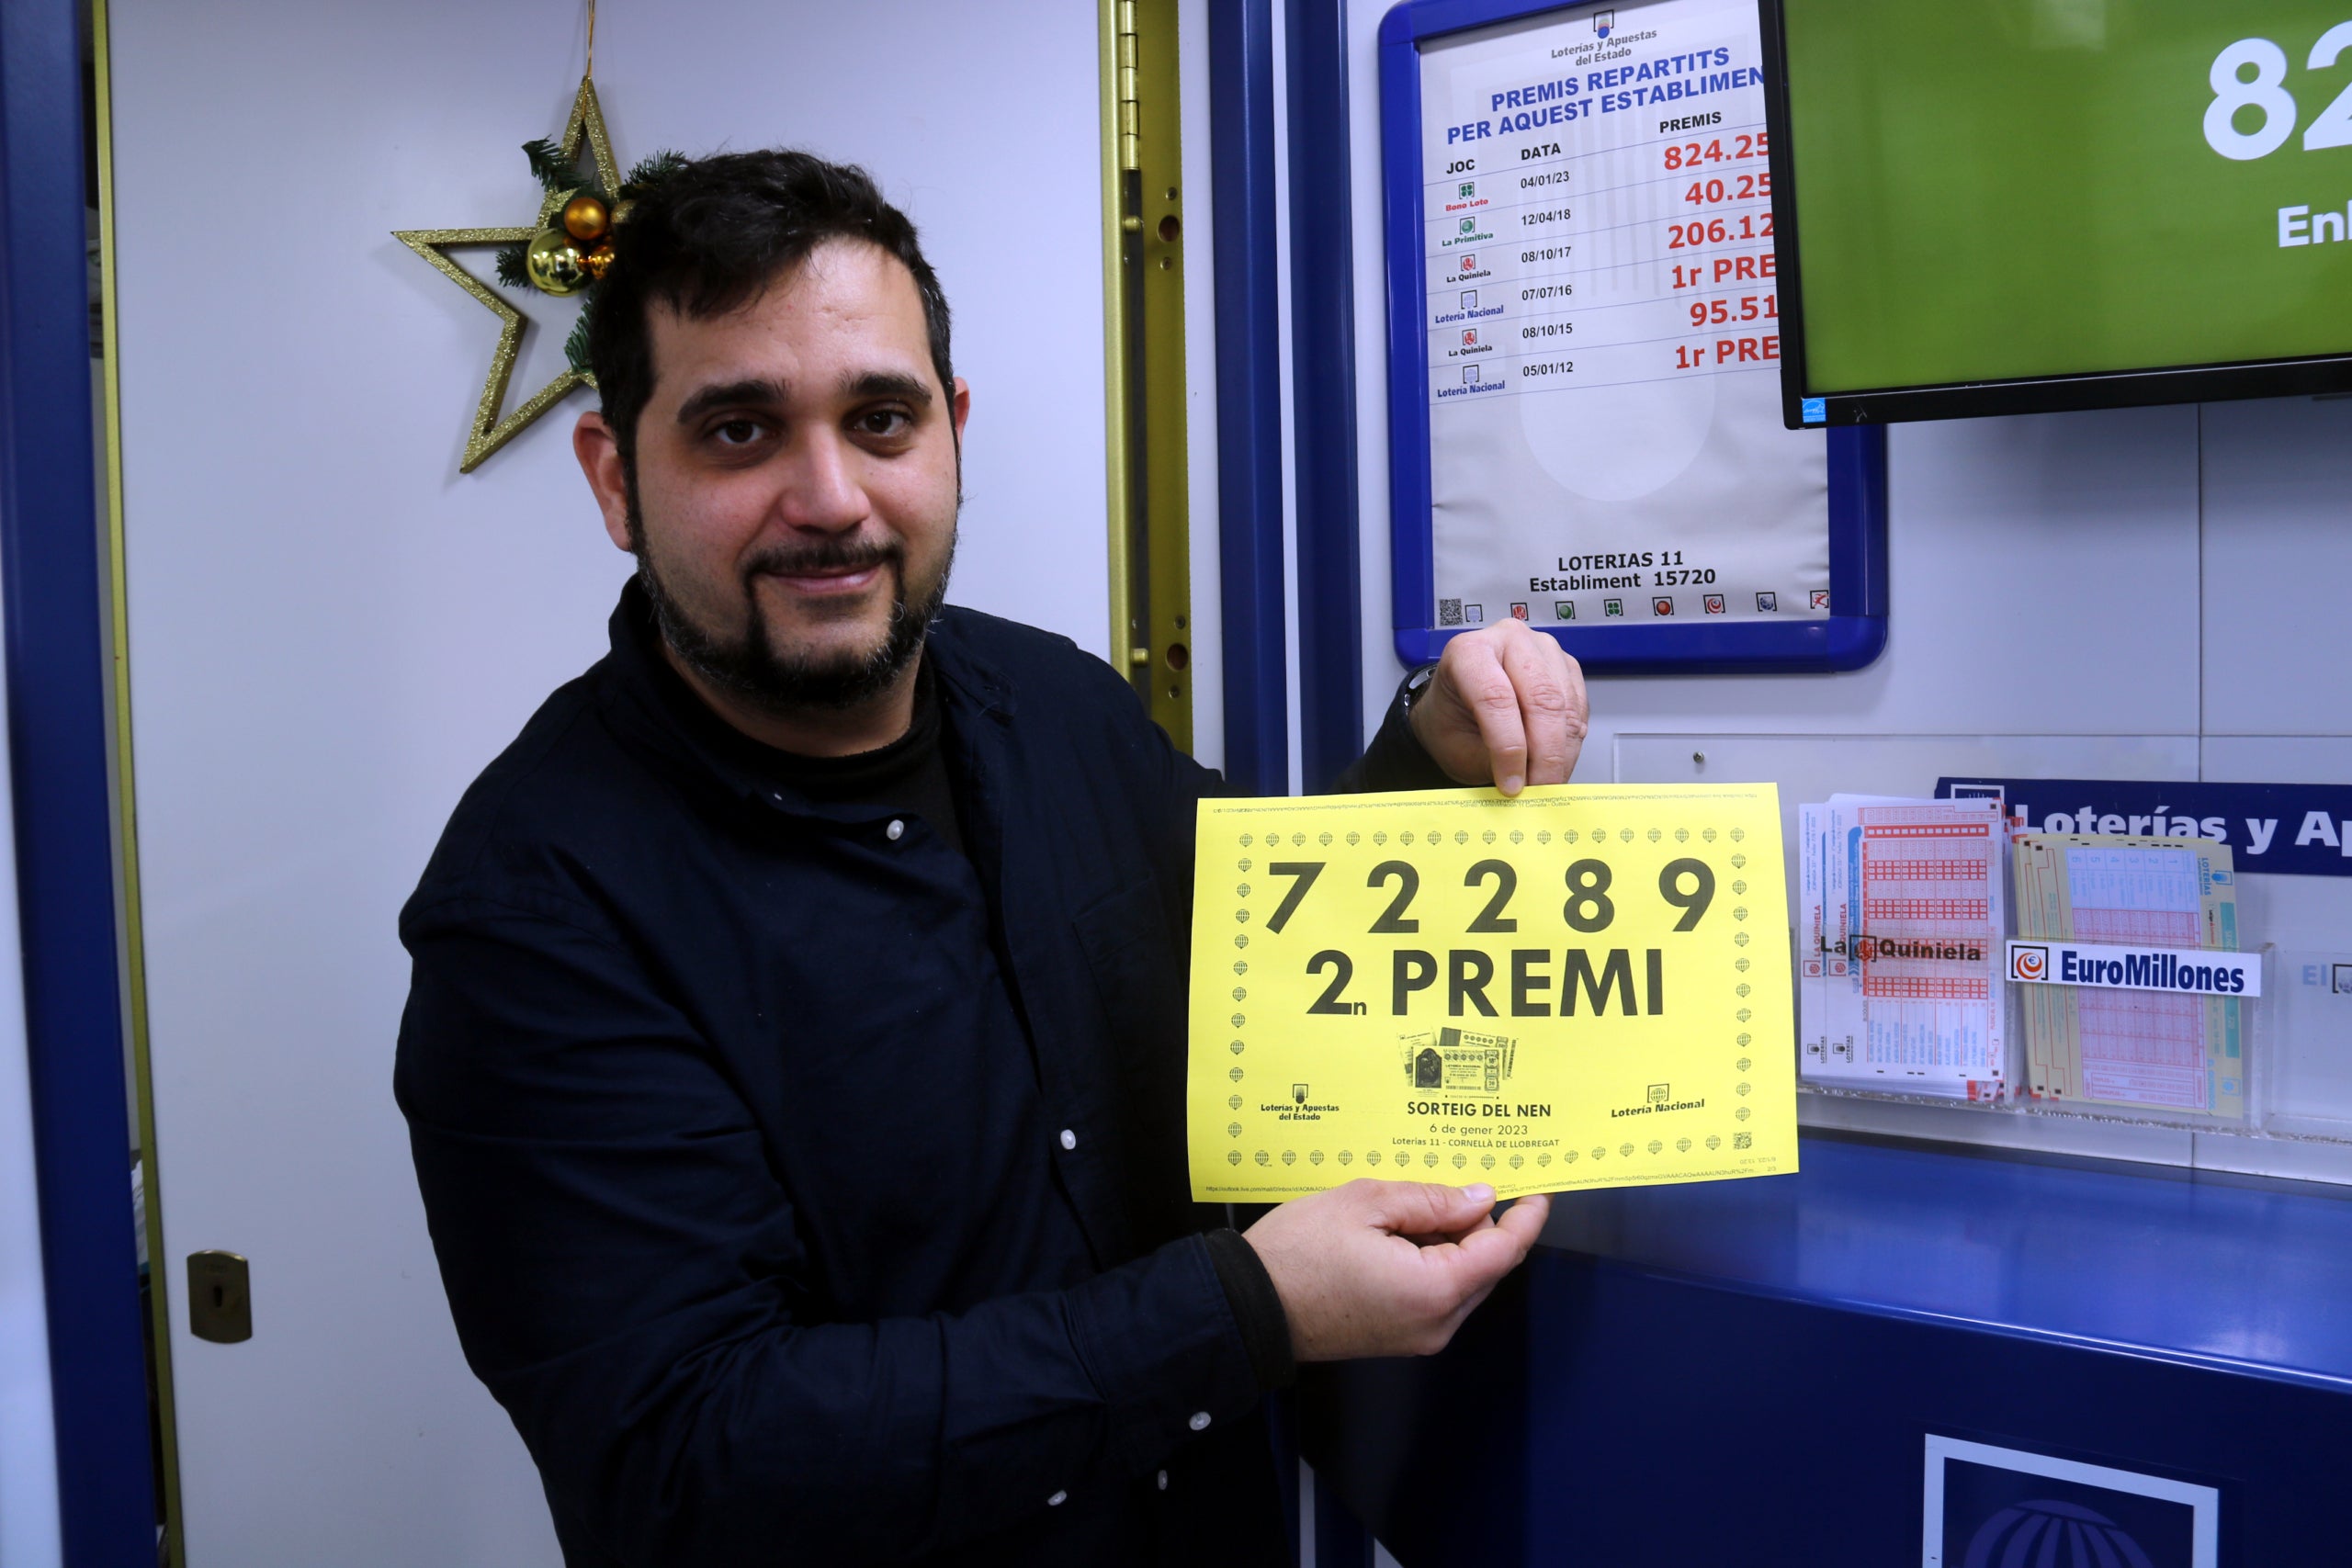 Loterías y Apuestas
del Estado
PREMIS REPARTITS
PER AQUEST ESTABLIMEN
JOC DATA PREMIS
Bono Loto 04/01/23 824.25
La Primitiva 12/04/18 40.25
La Quiniela 08/10/17 206.12
Lotería Nacional 07/07/16 1r PRE
La Quiniela 08/10/15 95.51
Lotería Nacional 05/01/12 1r PRE
LOTERIAS 11
Establiment 15720
82
En
Loterías y Ap
La Quiniela
EuroMillones
El
72289
2n PREMI
Loterías y Apuestas
del Estado
SORTEIG DEL NEN
6 de gener 2023
Loterias 11 - CORNELLÀ DE LLOBREGAT
Lotería Nacional